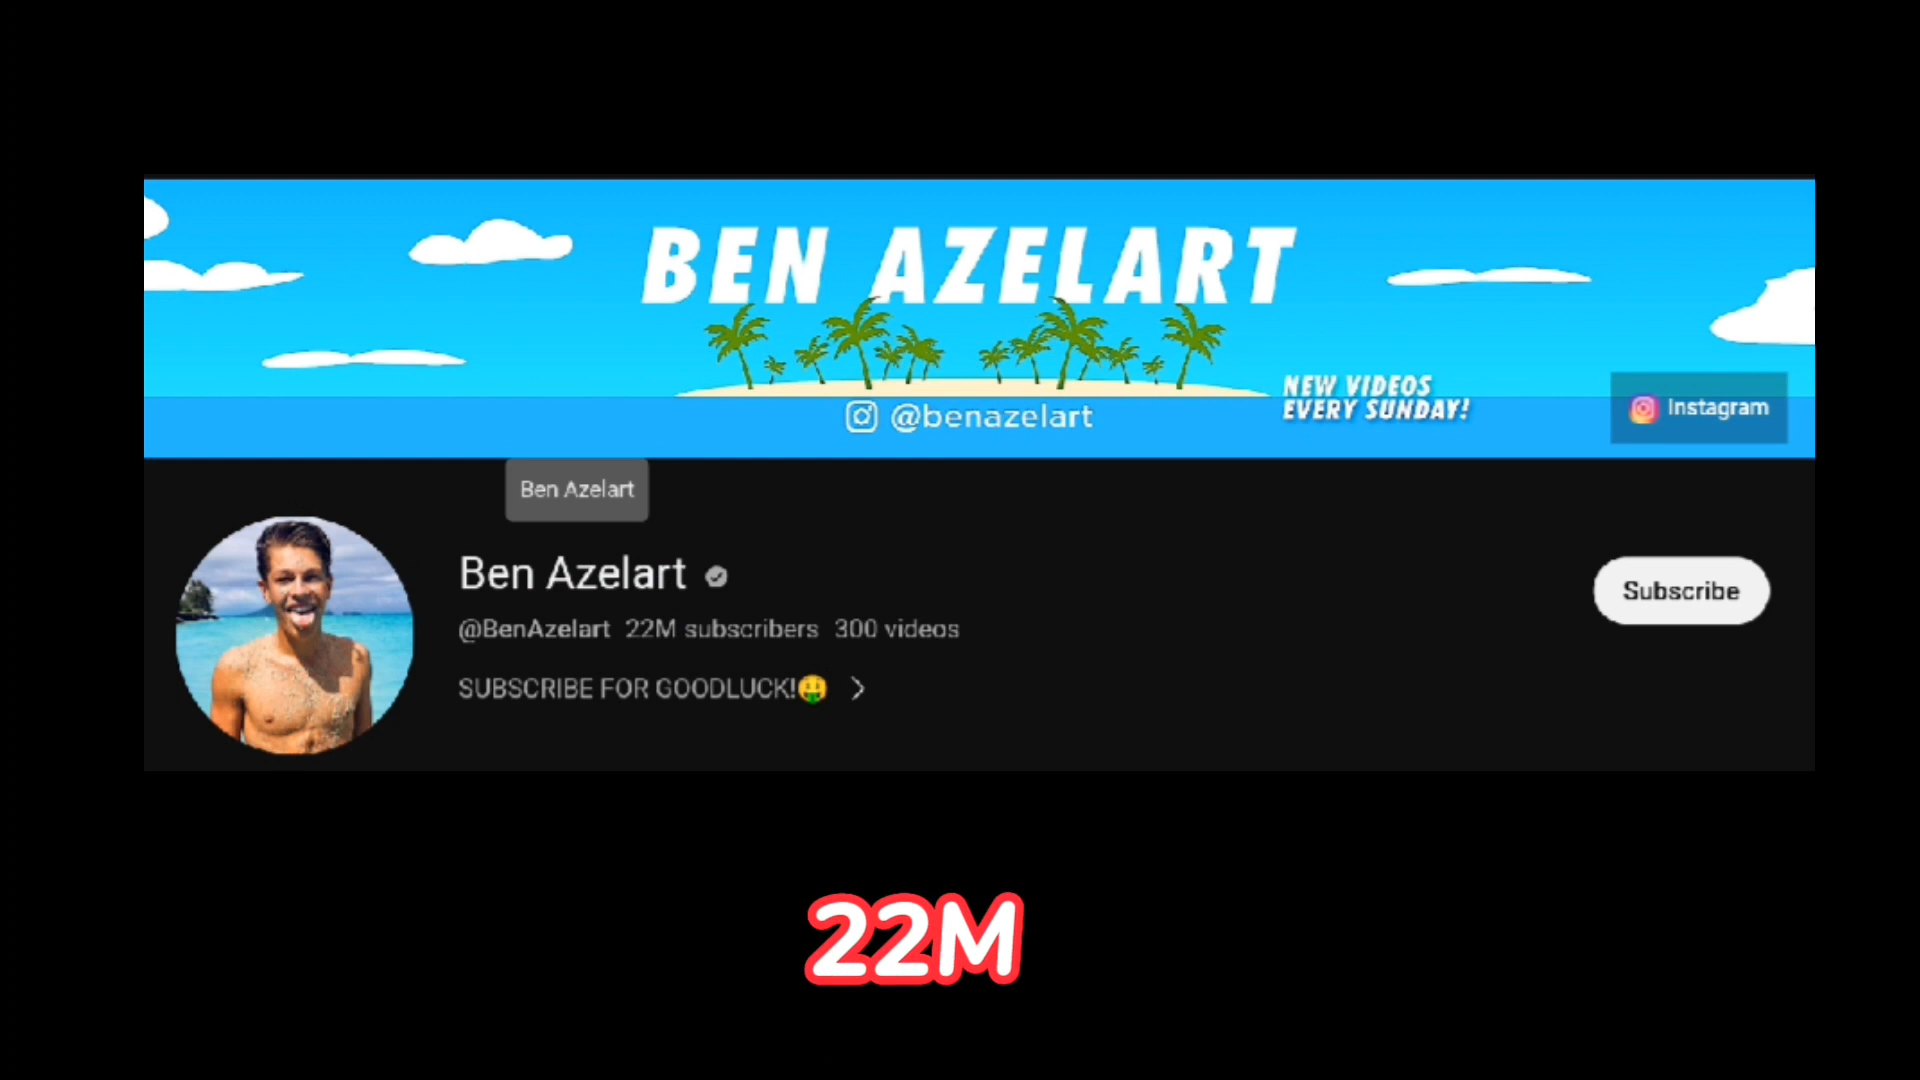 BEN AZELART
@benazelart
NEW VIDEOS
EVERY SUNDAY!
Instagram
Ben Azelart
Ben Azelart
@BenAzelart 22M subscribers 300 videos
SUBSCRIBE FOR GOODLUCK!🤑
Subscribe
22M